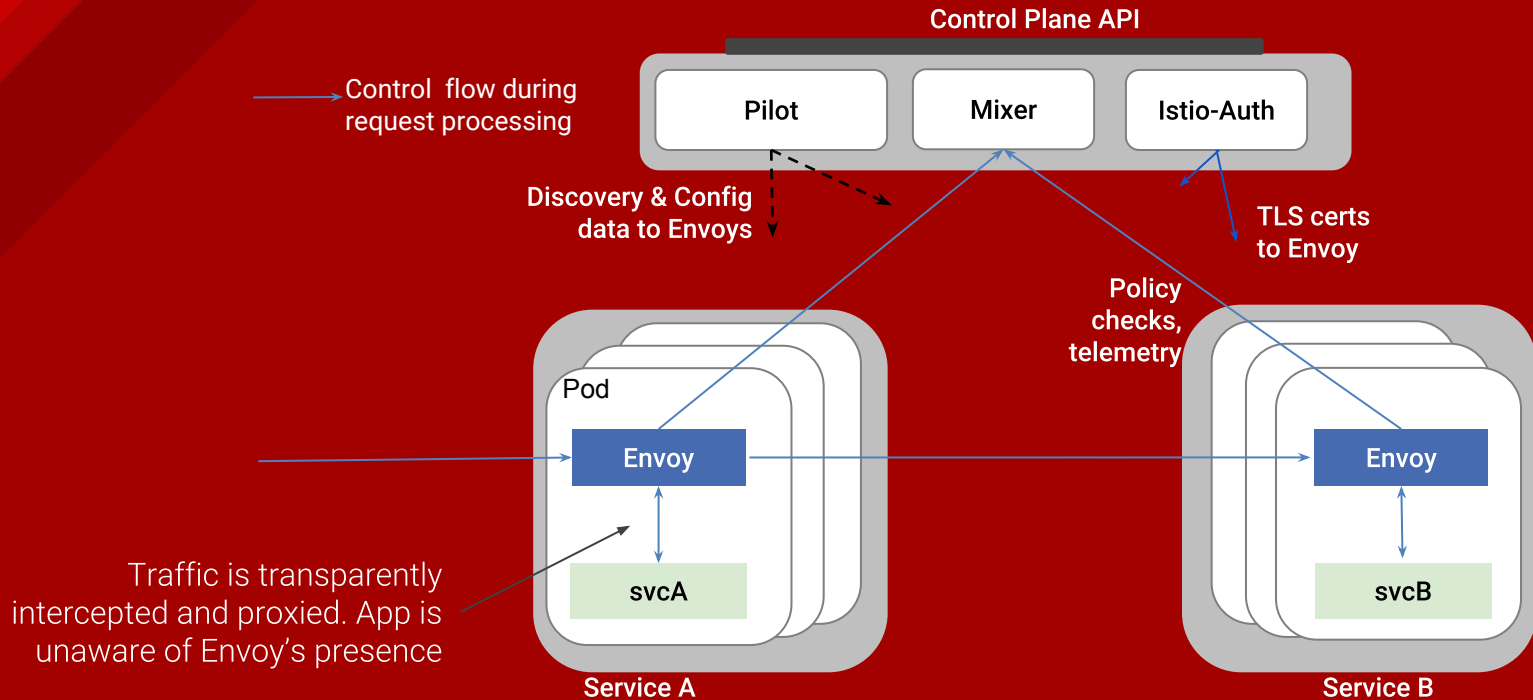 Control Plane API
Control flow during
request processing
Pilot
Mixer
Istio-Auth
Discovery & Config
data to Envoys
TLS certs
to Envoy
Policy
checks,
telemetry
Pod
Envoy
Envoy
Traffic is transparently
intercepted and proxied. App is
unaware of Envoy’s presence
svcA
svcB
Service A
Service B